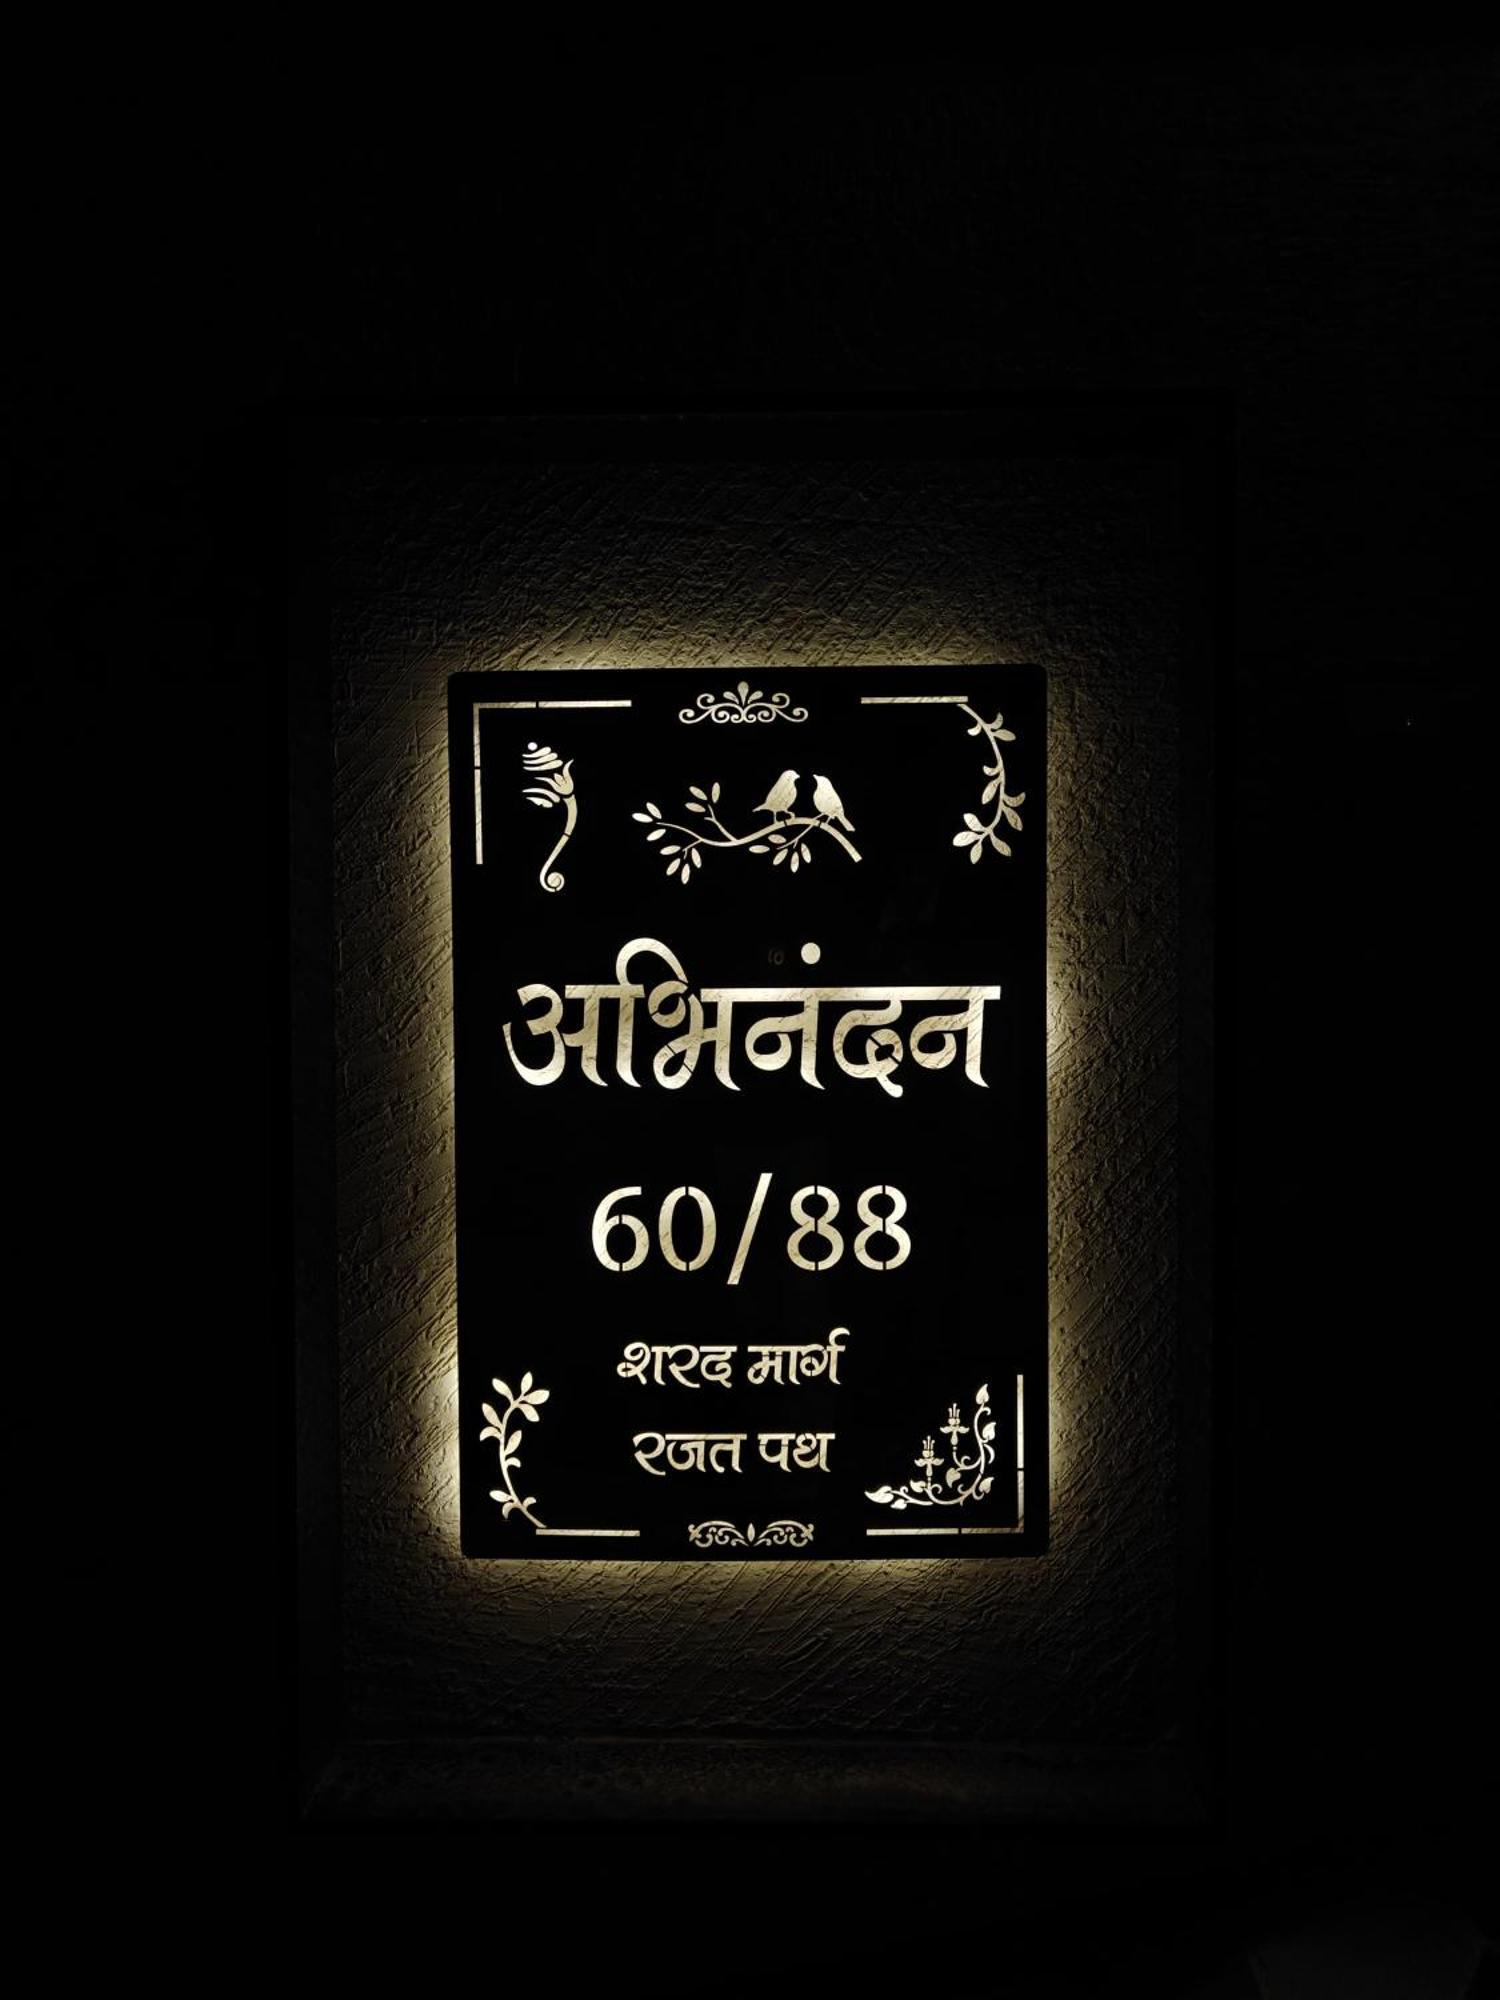 अभिनंदन
60/88
शरद मार्ग
रजत पथ